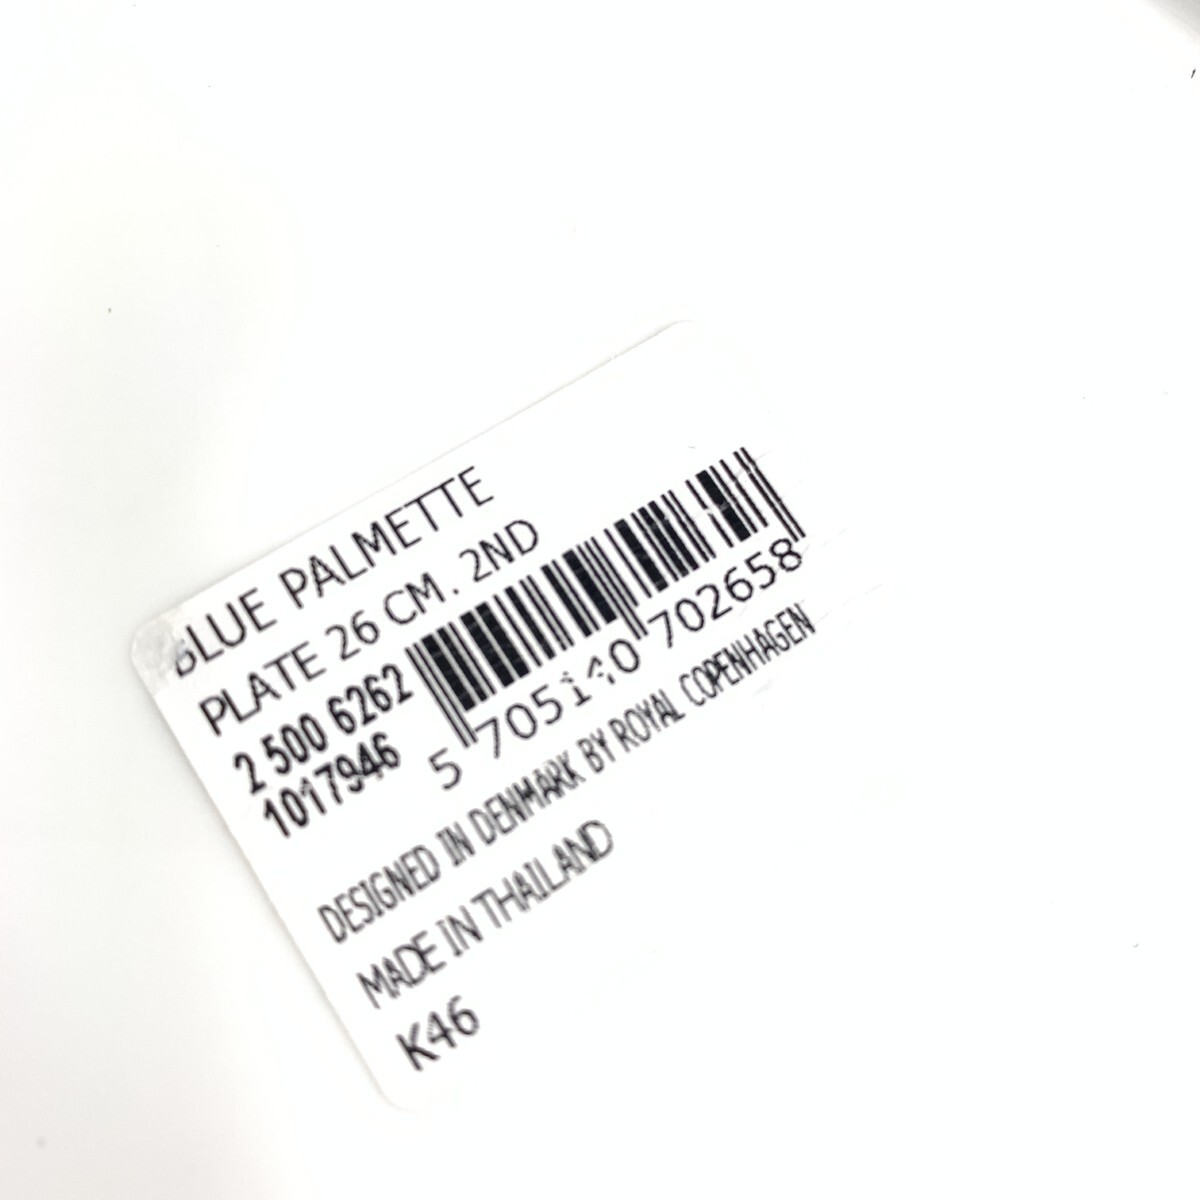 BLUE PALMETTE
PLATE 26 CM. 2ND
2 500 6262
1017946
5 705140 702658
DESIGNED IN DENMARK BY ROYAL COPENHAGEN
MADE IN THAILAND
K46